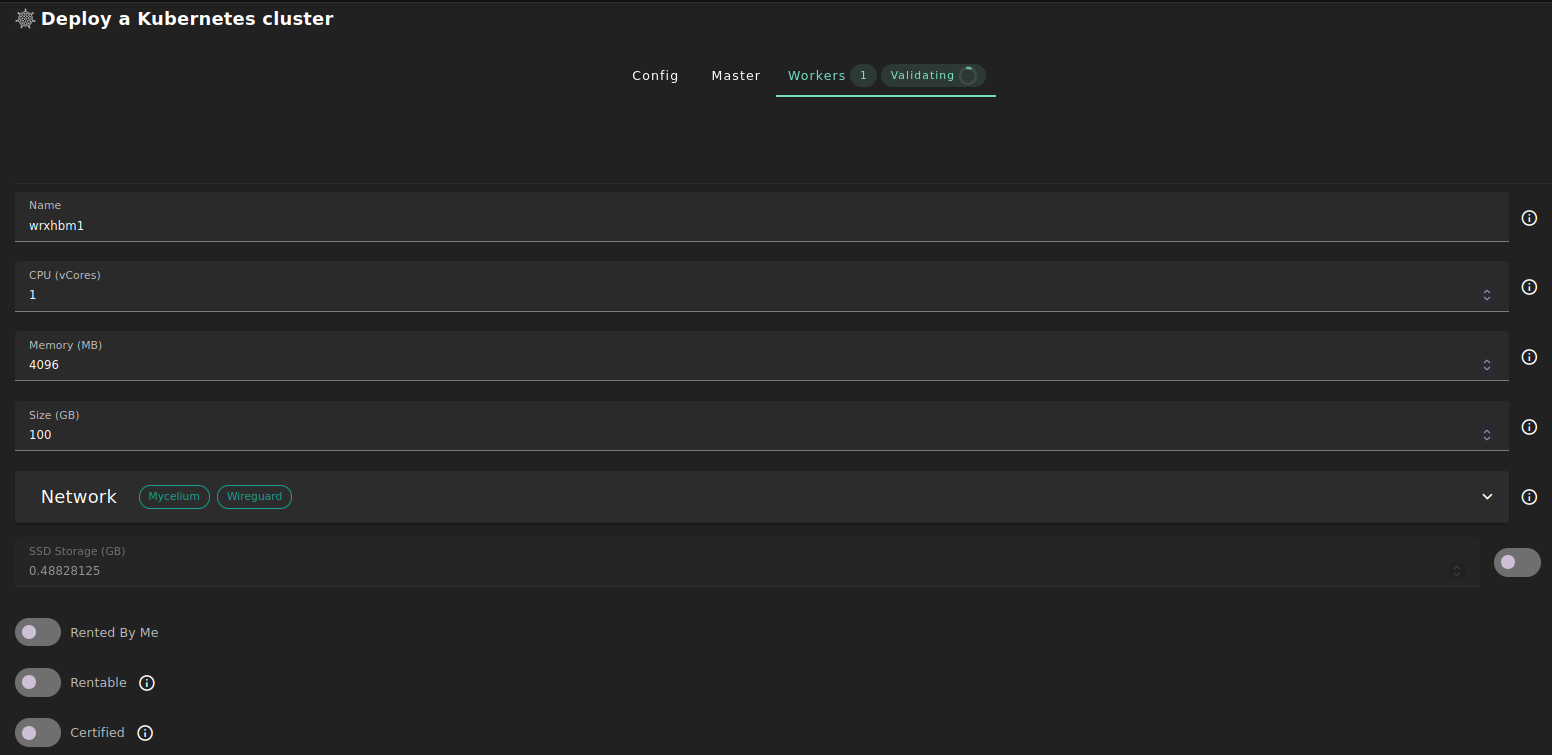 Deploy a Kubernetes cluster
Config Master Workers 1 Validating
Name
wrxhbm1
CPU (vCores)
1
Memory (MB)
4096
Size (GB)
100
Network Mycelium Wireguard
SSD Storage (GB)
0.48828125
Rented By Me
Rentable
Certified